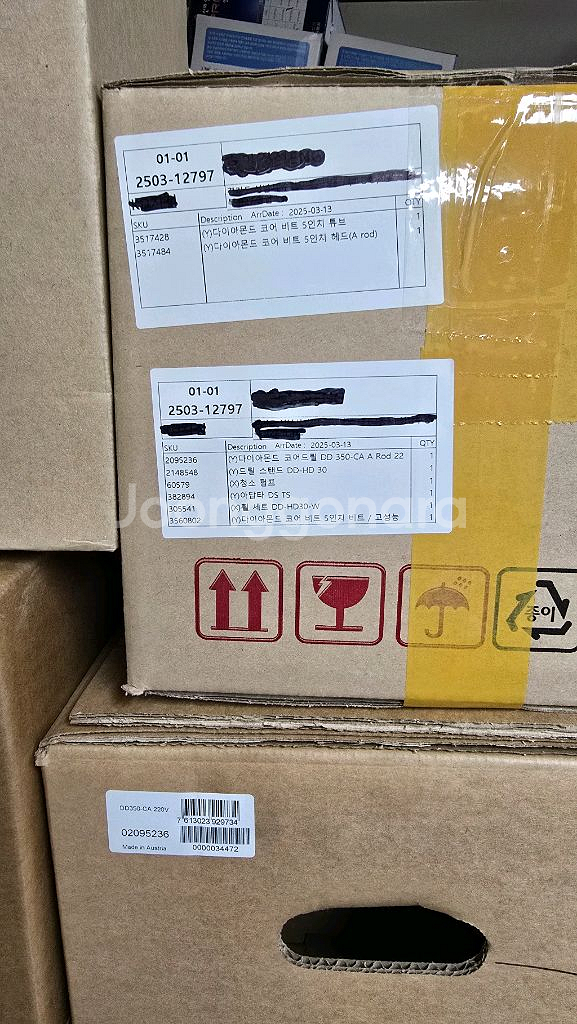 01-01
2503-12797
SKU Description ArrDate : 2025-03-13 QTY
3517428 (Y)다이아몬드 코어 비트 5인치 튜브 1
3517484 (Y)다이아몬드 코어 비트 5인치 헤드(A rod)
01-01
2503-12797
SKU Description ArrDate : 2025-03-13 QTY
2095236 (Y)다이아몬드 코어드릴 DD 350-CA A Rod 22 1
2148548 (Y)드릴 스탠드 DD-HD 30 1
60579 (X)청소 펌프 1
382894 (Y)아답타 DS TS 1
305541 (X)휠 세트 DD-HD30-W 1
3560802 (Y)다이아몬드 코어 비트 5인치 비트 / 고성능 1
Joonggonara
종이
DD350-CA 220V
7 613023 929734
02095236
Made in Austria 0000034472